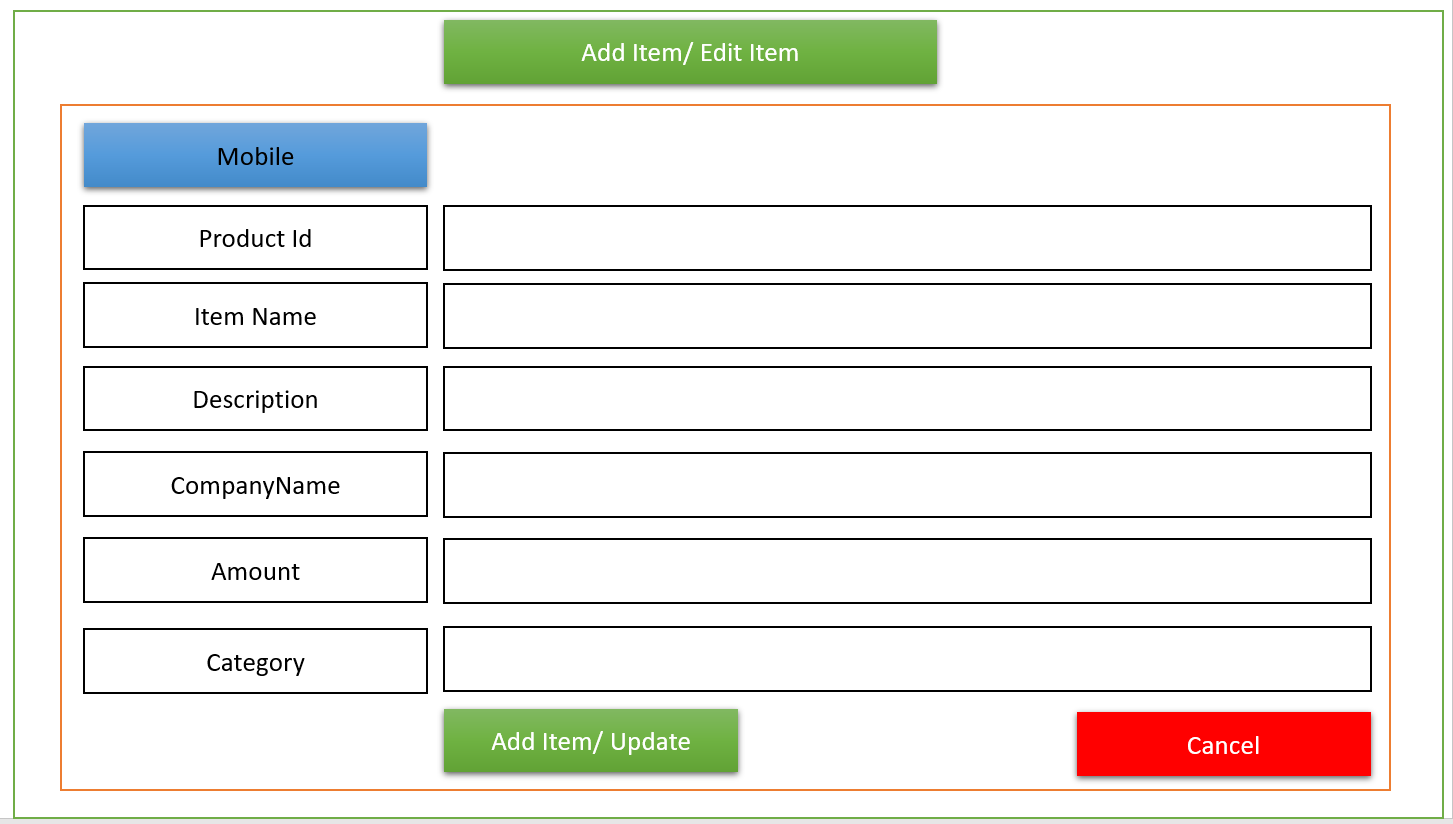 Add Item/ Edit Item
Mobile
Product Id
Item Name
Description
CompanyName
Amount
Category
Add Item/ Update
Cancel